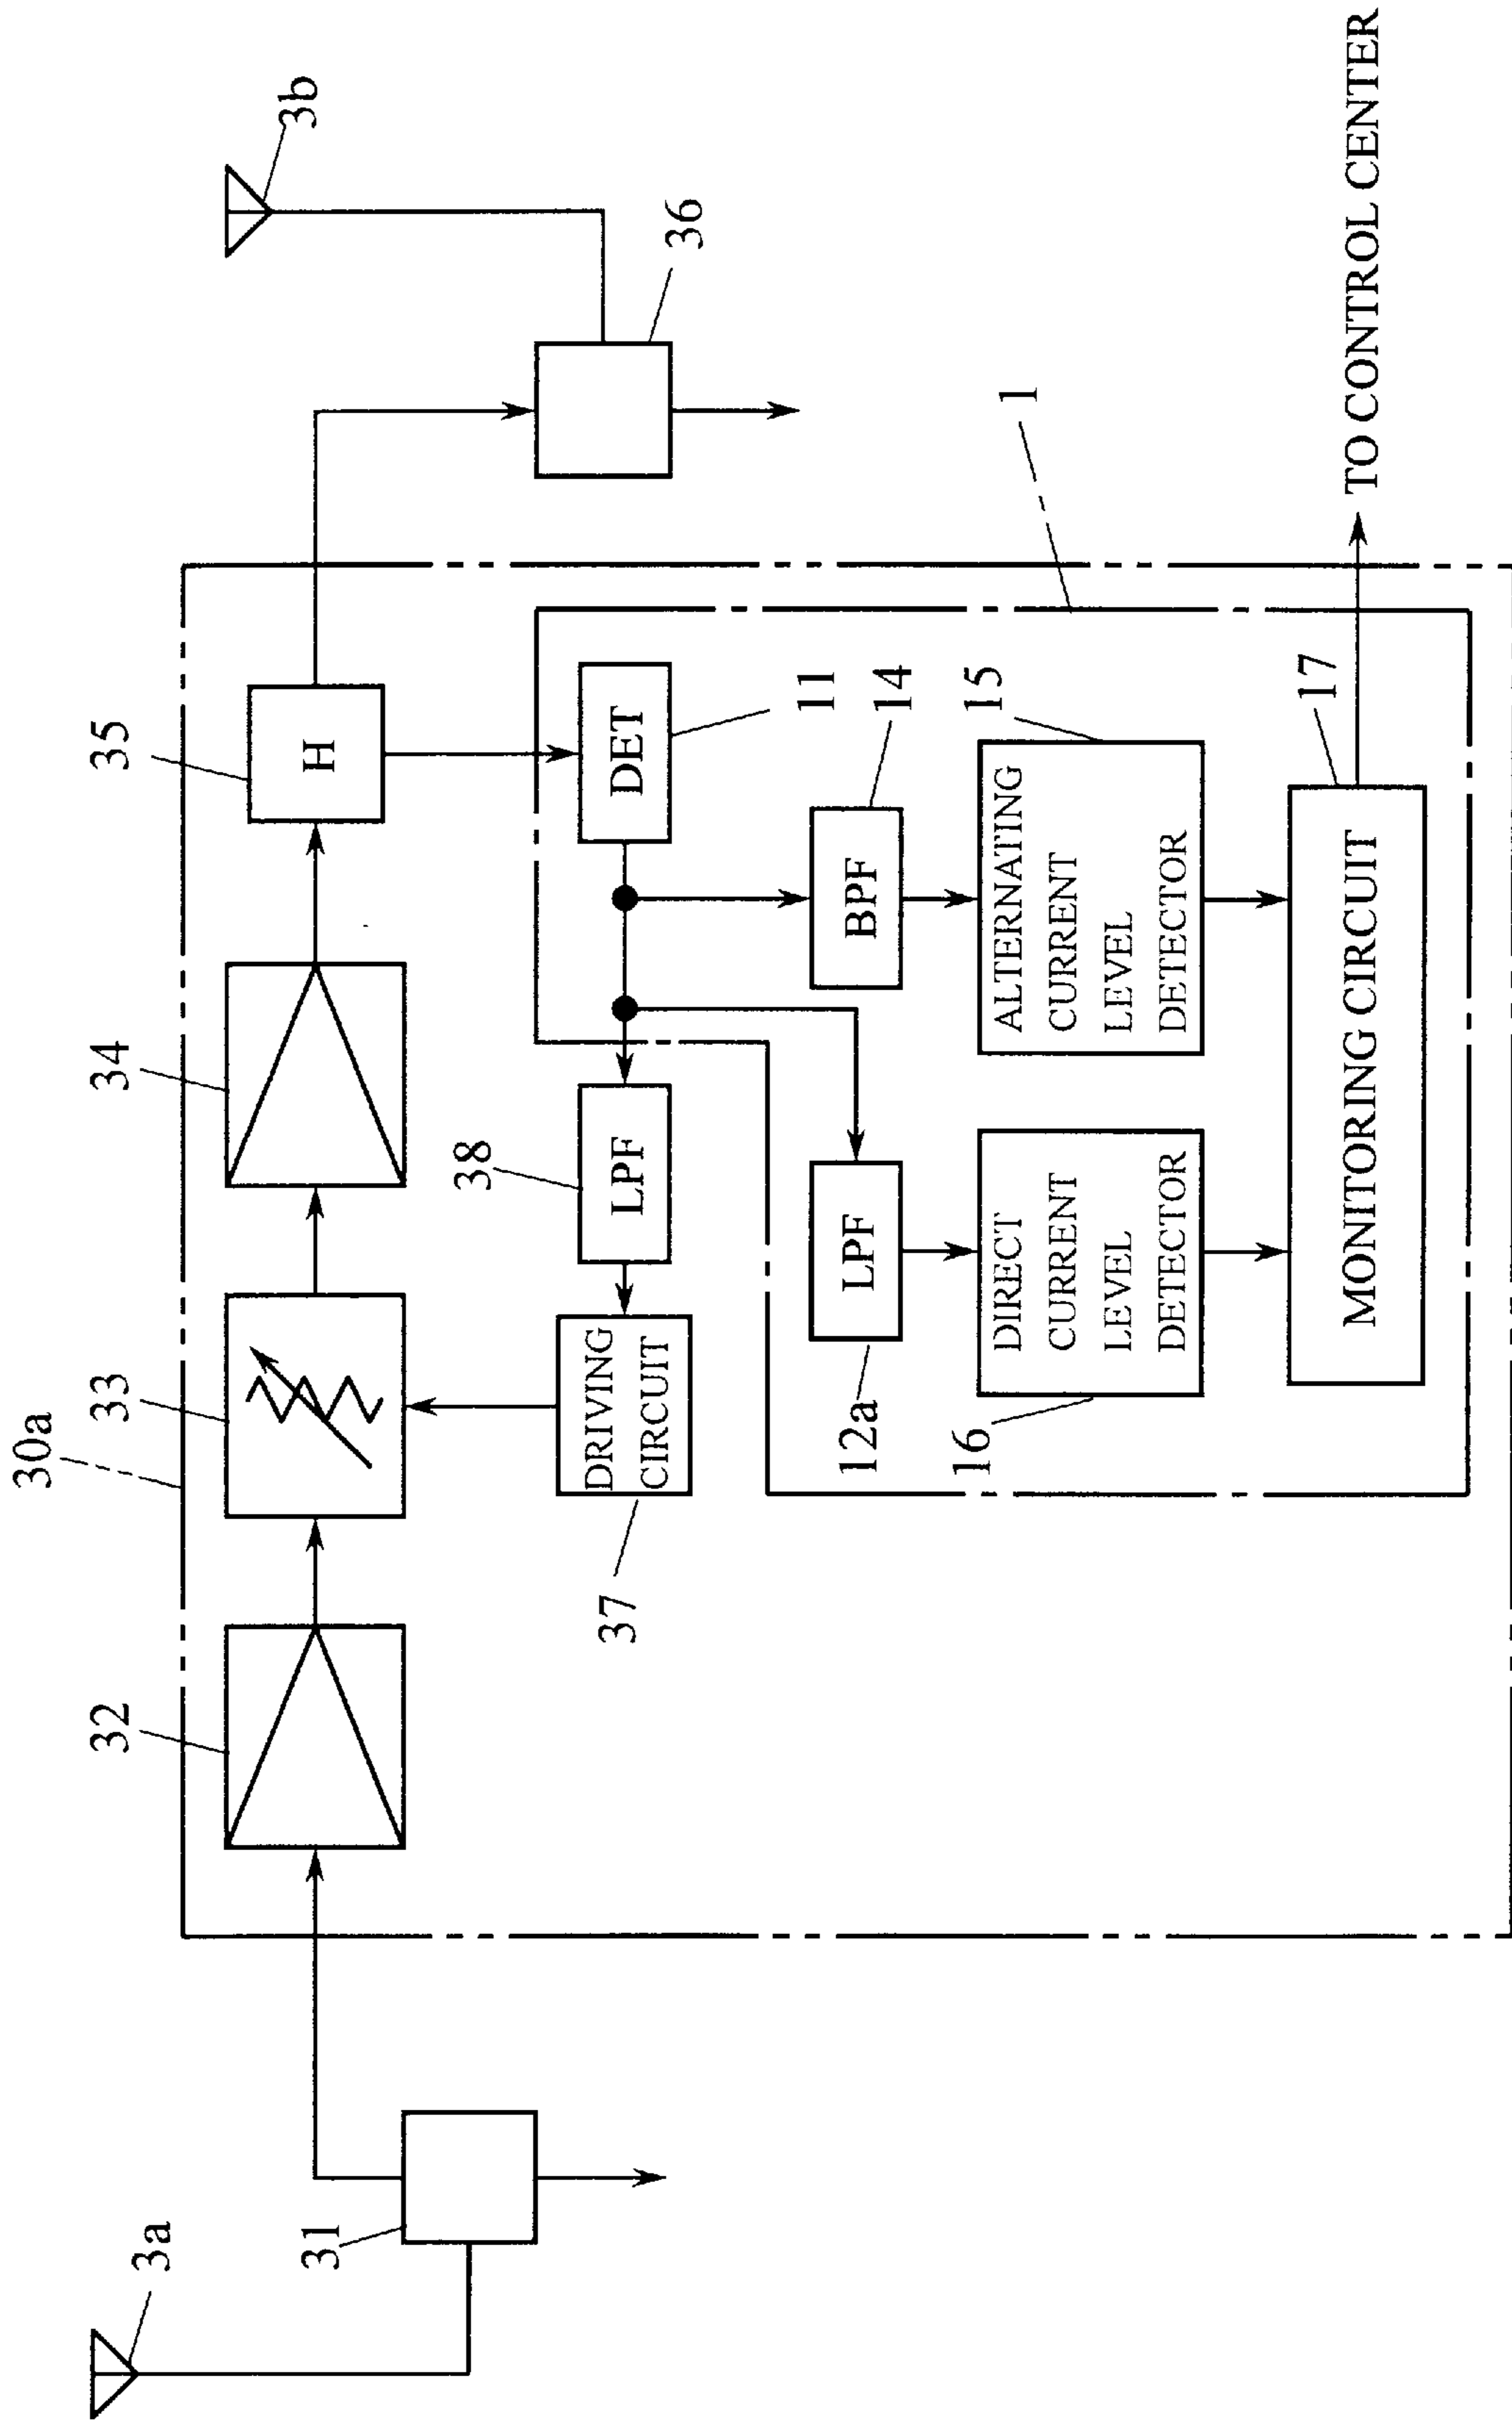 30a
32
33
34
35
H
3a
31
3b
36
38
LPF
DET
11
37
DRIVING
CIRCUIT
1
12a
LPF
BPF
14
16
DIRECT
CURRENT
LEVEL
DETECTOR
ALTERNATING
CURRENT
LEVEL
DETECTOR
15
MONITORING CIRCUIT
17
TO CONTROL CENTER